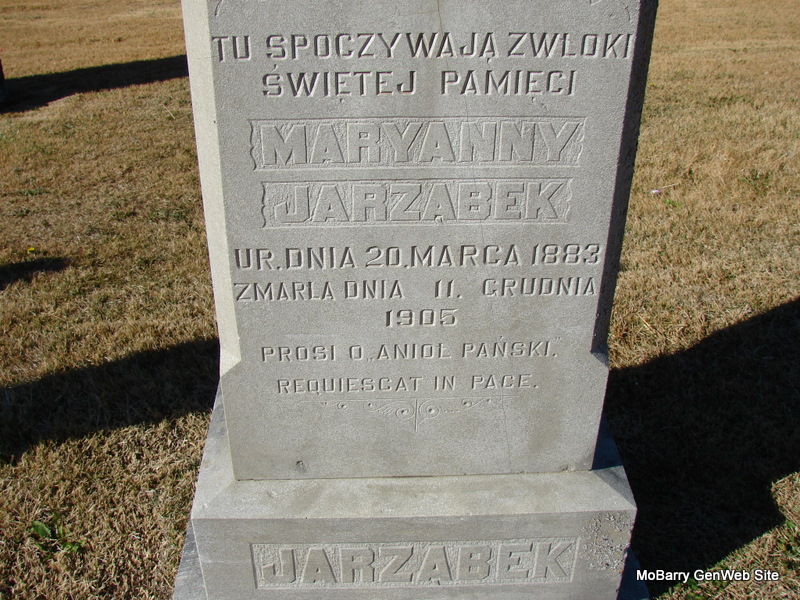 TU SPOCZYWAJĄ ZWŁOKI
ŚWIĘTEJ PAMIĘCI
MARYANNY
JARZABEK
UR. DNIA 20. MARCA 1883
ZMARŁA DNIA 11. GRUDNIA
1905
PROSI O „ANIOŁ PAŃSKI."
REQUIESCAT IN PACE.
JARZABEK
MoBarry GenWeb Site